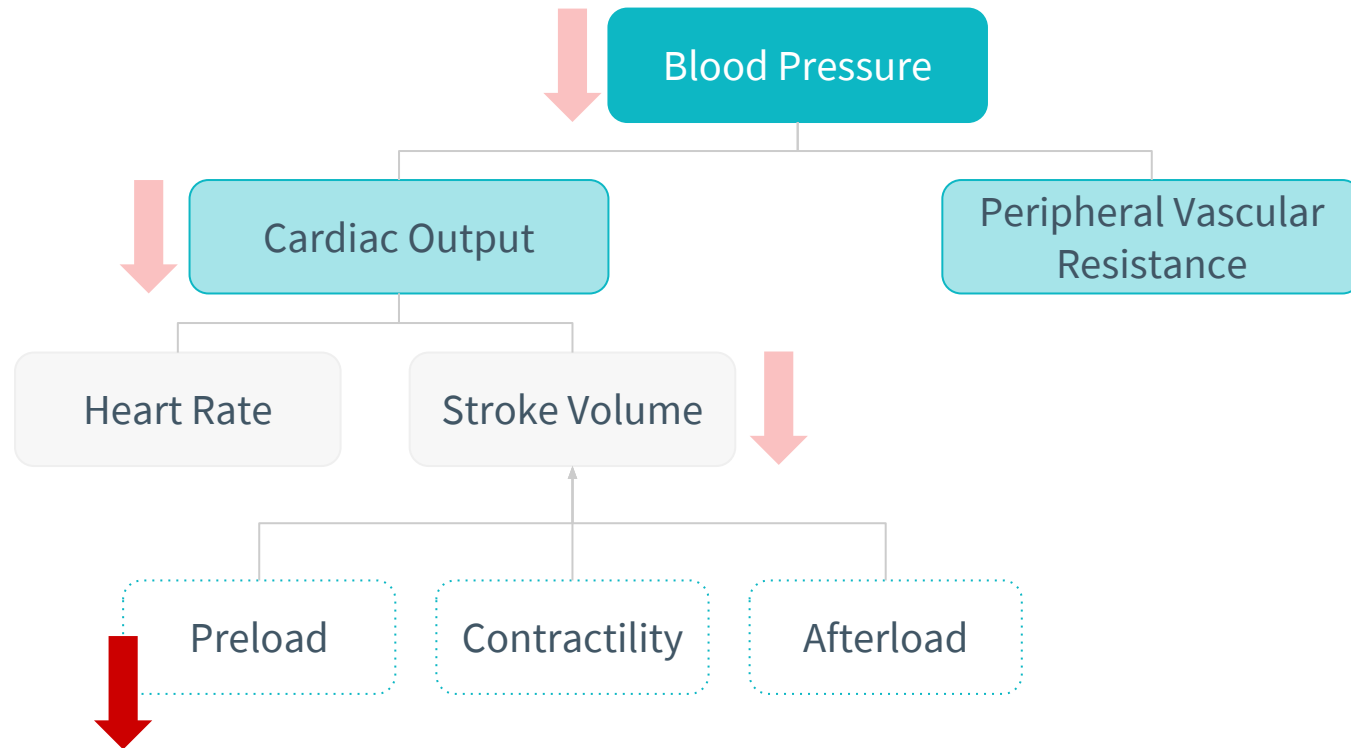 Blood Pressure
Cardiac Output
Peripheral Vascular
Resistance
Heart Rate
Stroke Volume
Preload
Contractility
Afterload